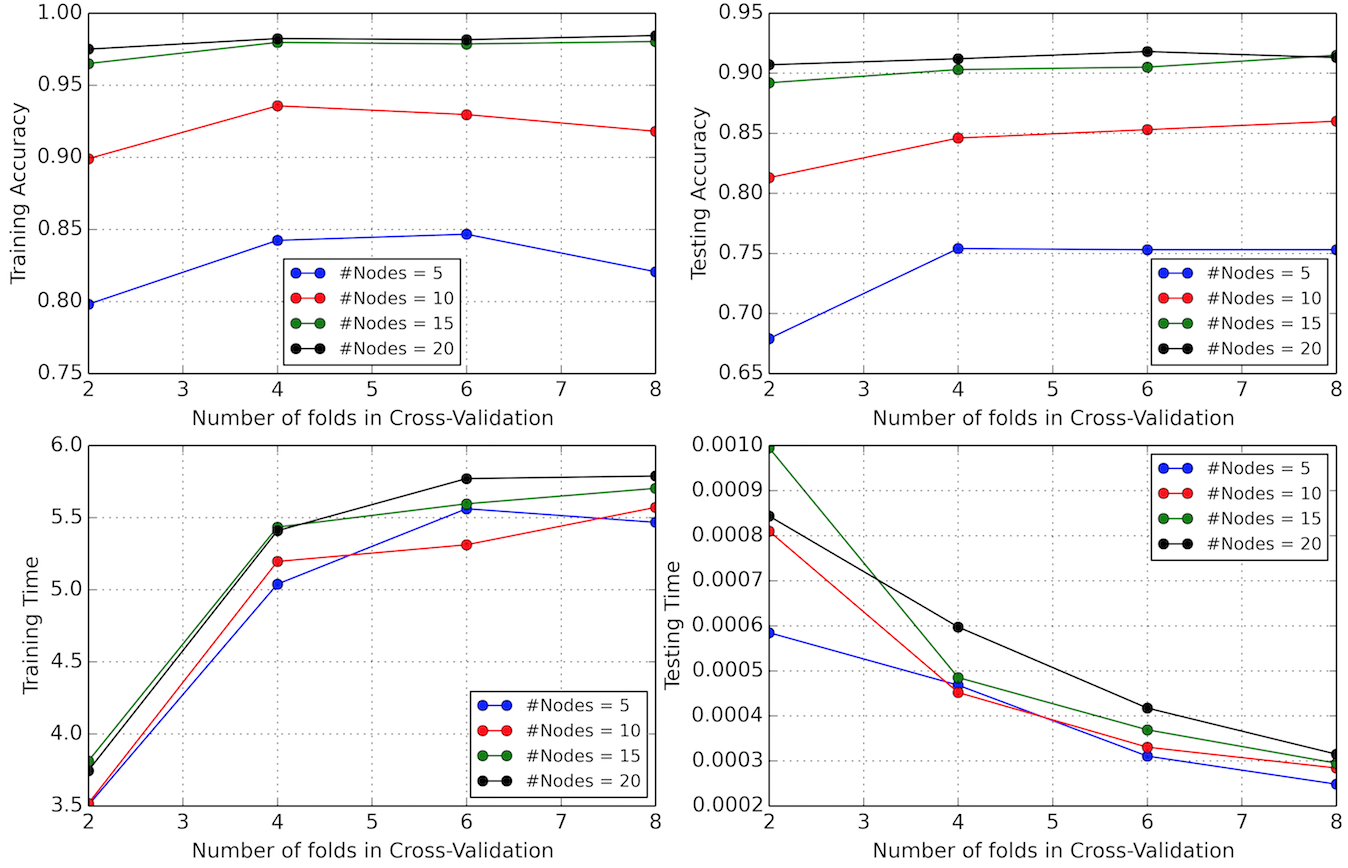 1.00
0.95
0.90
0.85
0.80
0.75
Training Accuracy
#Nodes = 5
#Nodes = 10
#Nodes = 15
#Nodes = 20
2 3 4 5 6 7 8
Number of folds in Cross-Validation
0.95
0.90
0.85
0.80
0.75
0.70
0.65
Testing Accuracy
#Nodes = 5
#Nodes = 10
#Nodes = 15
#Nodes = 20
2 3 4 5 6 7 8
Number of folds in Cross-Validation
6.0
5.5
5.0
4.5
4.0
3.5
Training Time
#Nodes = 5
#Nodes = 10
#Nodes = 15
#Nodes = 20
2 3 4 5 6 7 8
Number of folds in Cross-Validation
0.0010
0.0009
0.0008
0.0007
0.0006
0.0005
0.0004
0.0003
0.0002
Testing Time
#Nodes = 5
#Nodes = 10
#Nodes = 15
#Nodes = 20
2 3 4 5 6 7 8
Number of folds in Cross-Validation